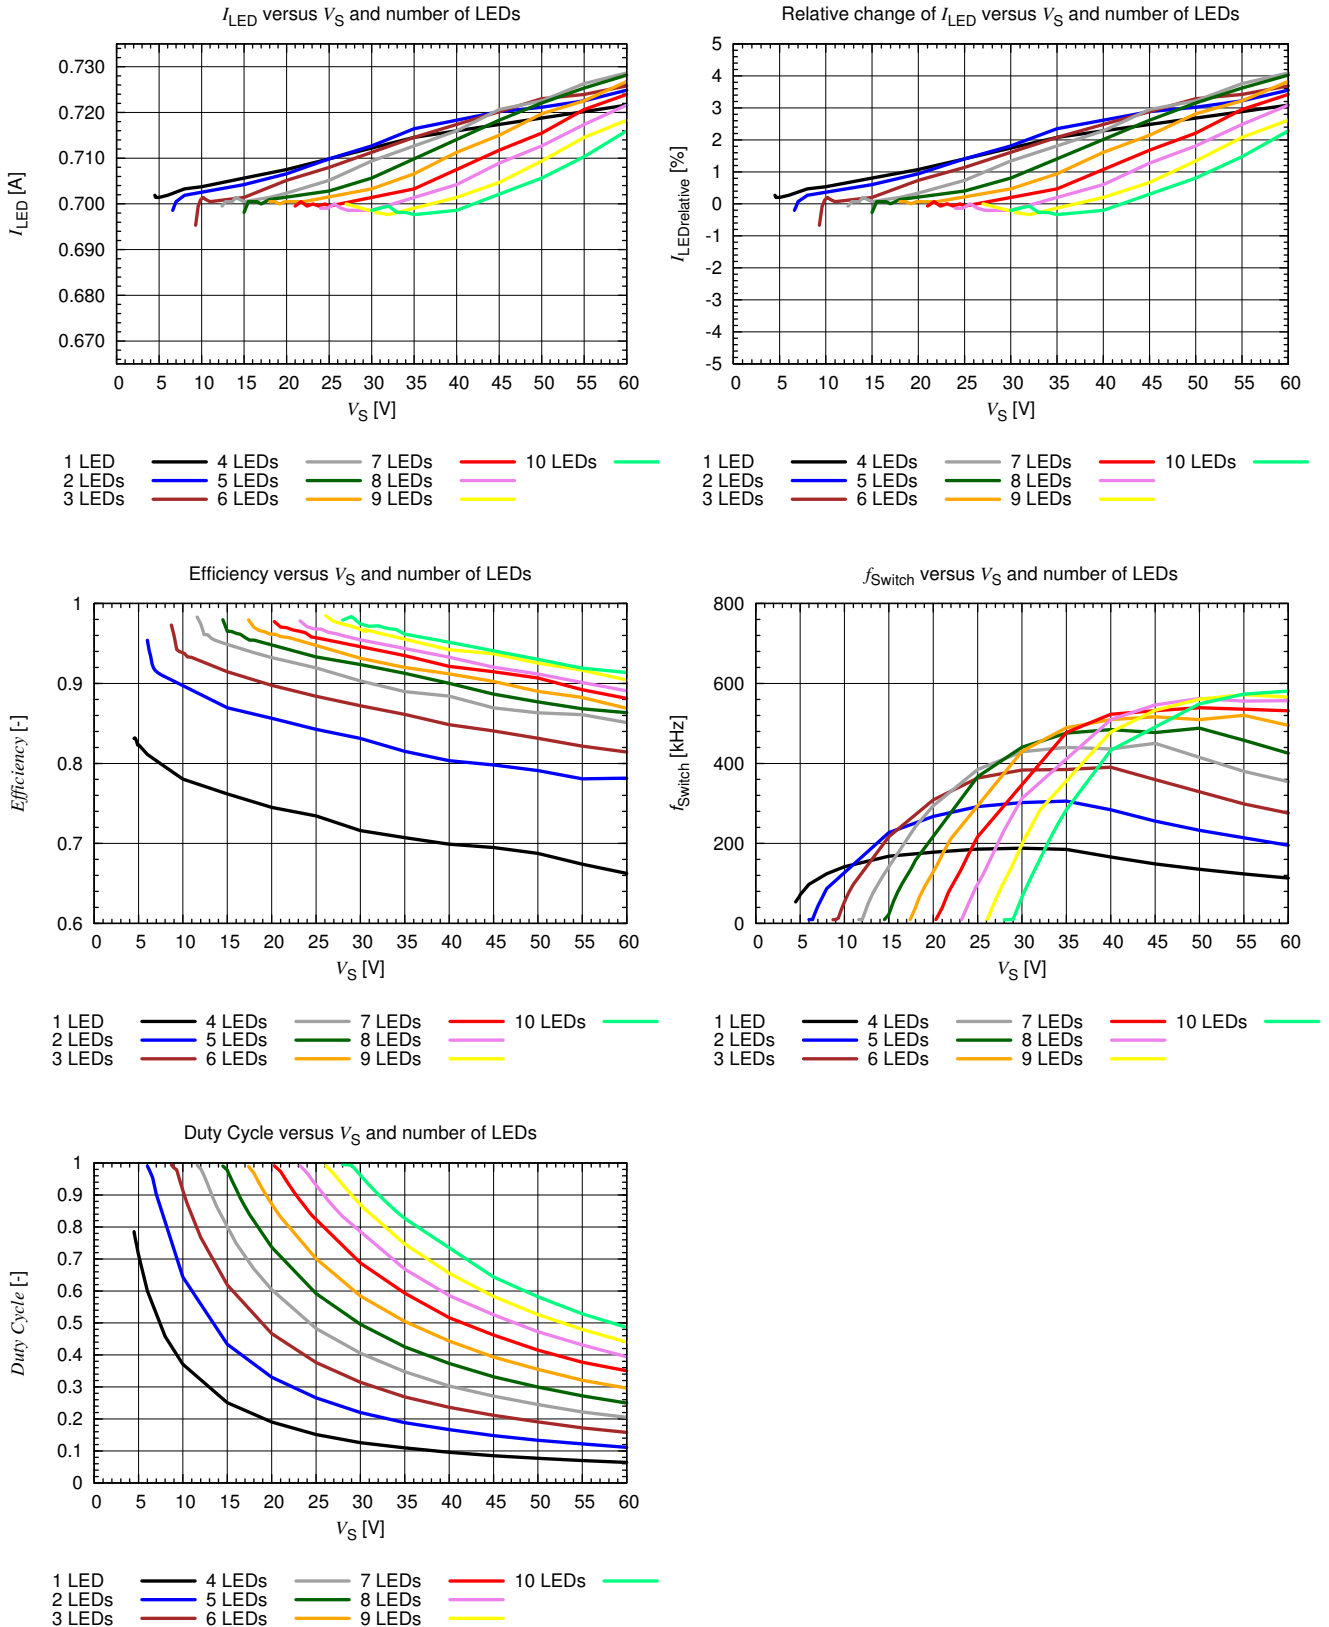 I_LED versus V_S and number of LEDs
0.730
0.720
0.710
0.700
0.690
0.680
0.670
I_LED [A]
0 5 10 15 20 25 30 35 40 45 50 55 60
V_S [V]
1 LED 4 LEDs 7 LEDs 10 LEDs
2 LEDs 5 LEDs 8 LEDs
3 LEDs 6 LEDs 9 LEDs
Relative change of I_LED versus V_S and number of LEDs
5
4
3
2
1
0
-1
-2
-3
-4
-5
I_LEDrelative [%]
0 5 10 15 20 25 30 35 40 45 50 55 60
V_S [V]
1 LED 4 LEDs 7 LEDs 10 LEDs
2 LEDs 5 LEDs 8 LEDs
3 LEDs 6 LEDs 9 LEDs
Efficiency versus V_S and number of LEDs
1
0.9
0.8
0.7
0.6
Efficiency [-]
0 5 10 15 20 25 30 35 40 45 50 55 60
V_S [V]
1 LED 4 LEDs 7 LEDs 10 LEDs
2 LEDs 5 LEDs 8 LEDs
3 LEDs 6 LEDs 9 LEDs
f_Switch versus V_S and number of LEDs
800
600
400
200
0
f_Switch [kHz]
0 5 10 15 20 25 30 35 40 45 50 55 60
V_S [V]
1 LED 4 LEDs 7 LEDs 10 LEDs
2 LEDs 5 LEDs 8 LEDs
3 LEDs 6 LEDs 9 LEDs
Duty Cycle versus V_S and number of LEDs
1
0.9
0.8
0.7
0.6
0.5
0.4
0.3
0.2
0.1
0
Duty Cycle [-]
0 5 10 15 20 25 30 35 40 45 50 55 60
V_S [V]
1 LED 4 LEDs 7 LEDs 10 LEDs
2 LEDs 5 LEDs 8 LEDs
3 LEDs 6 LEDs 9 LEDs